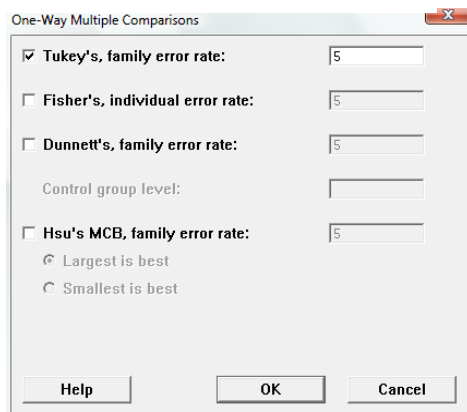 One-Way Multiple Comparisons
Tukey's, family error rate: 5
Fisher's, individual error rate: 5
Dunnett's, family error rate: 5
Control group level:
Hsu's MCB, family error rate: 5
Largest is best
Smallest is best
Help OK Cancel